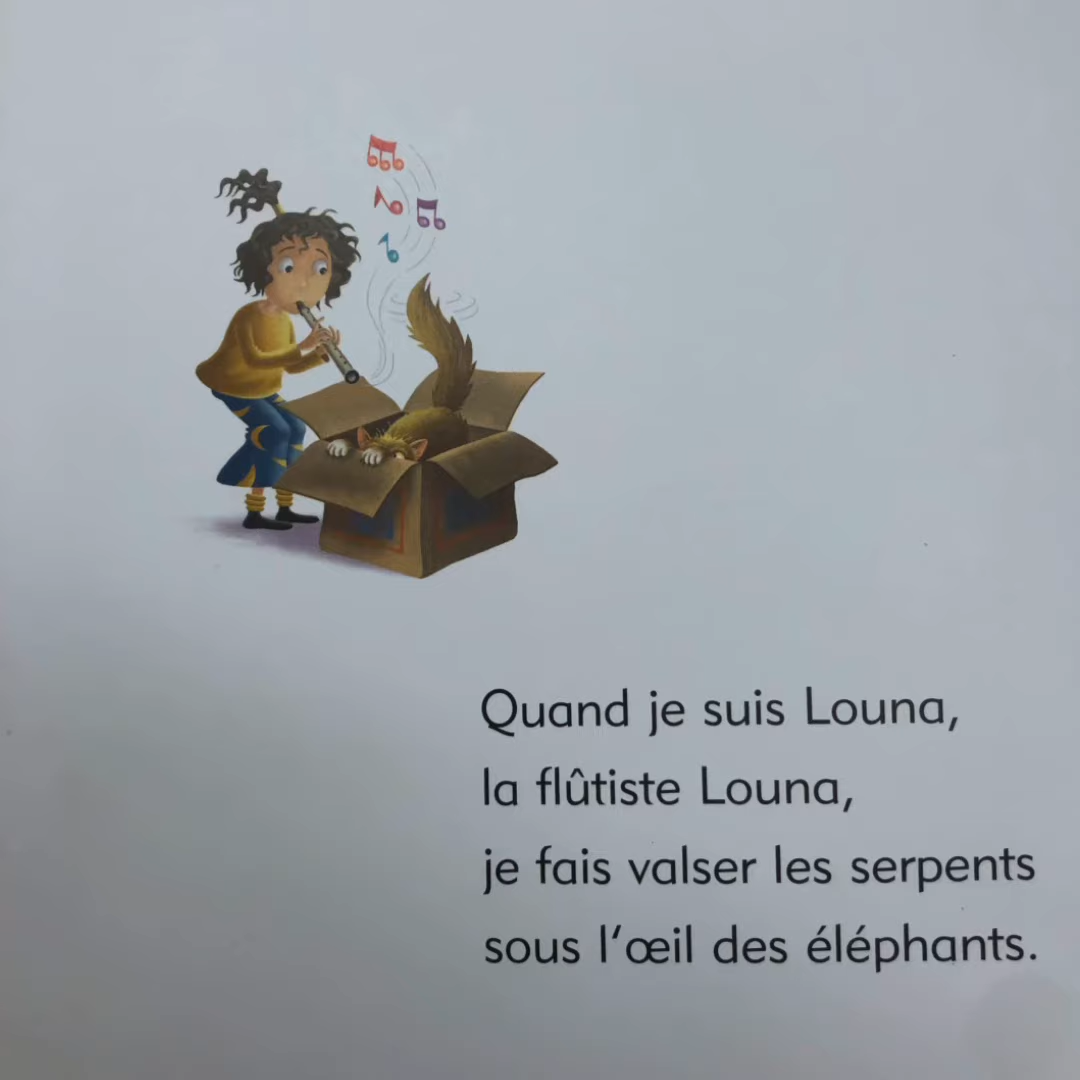 Quand je suis Louna,
la flûtiste Louna,
je fais valser les serpents
sous l’œil des éléphants.